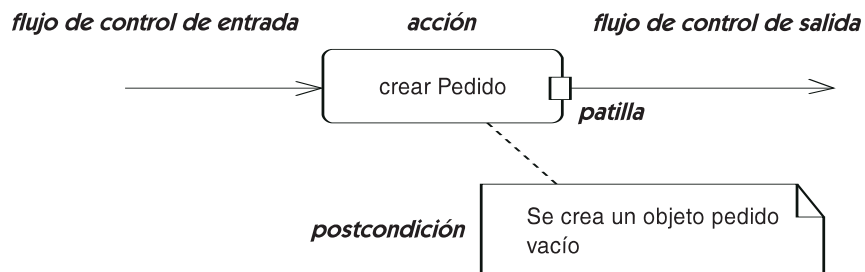 flujo de control de entrada
acción
flujo de control de salida
crear Pedido
patilla
postcondición
Se crea un objeto pedido
vacío